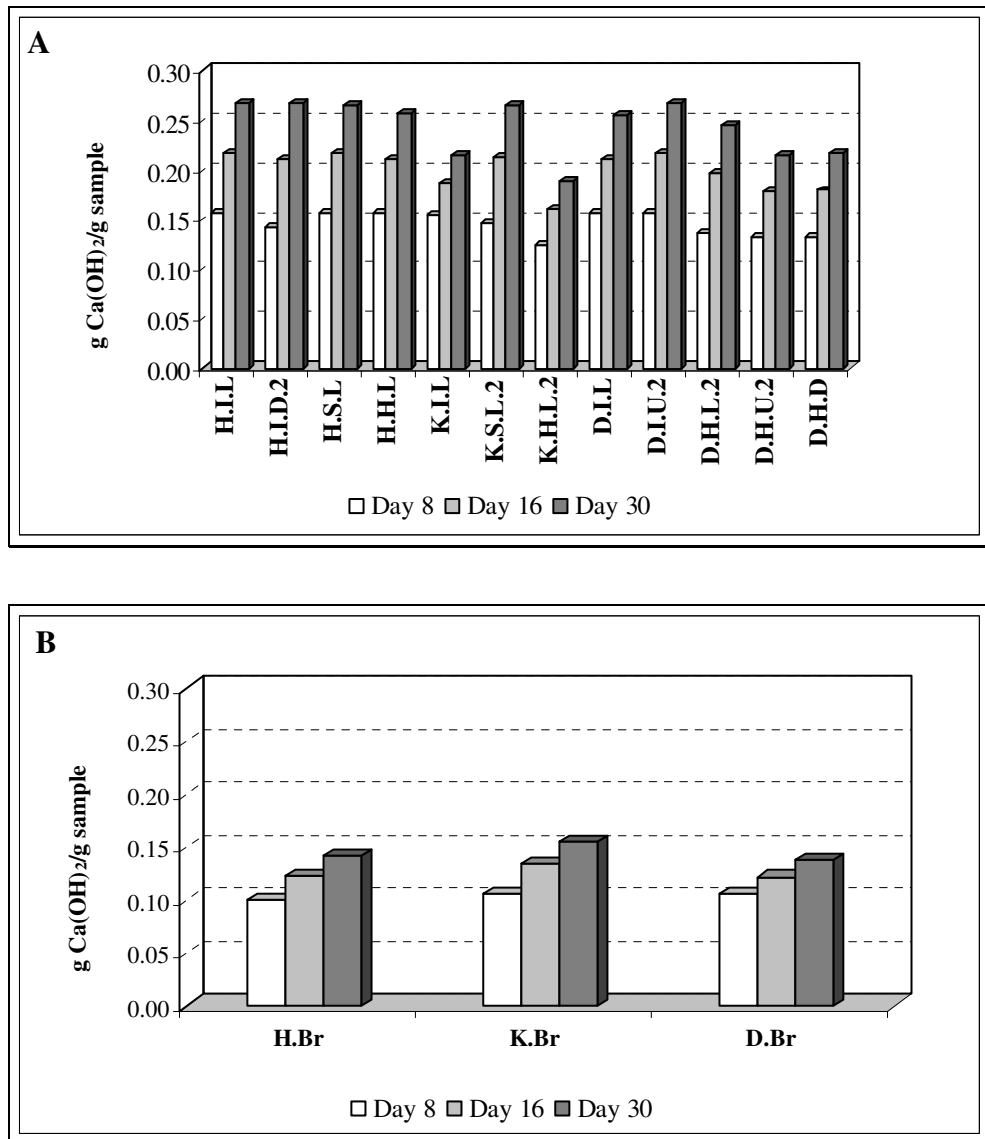 A
0.30
0.25
0.20
0.15
0.10
0.05
0.00
g Ca(OH)2/g sample
H.I.L
H.I.D.2
H.S.L
H.H.L
K.I.L
K.S.L.2
K.H.L.2
D.I.L
D.I.U.2
D.H.L.2
D.H.U.2
D.H.D
Day 8 Day 16 Day 30
B
0.30
0.25
0.20
0.15
0.10
0.05
0.00
g Ca(OH)2/g sample
H.Br K.Br D.Br
Day 8 Day 16 Day 30